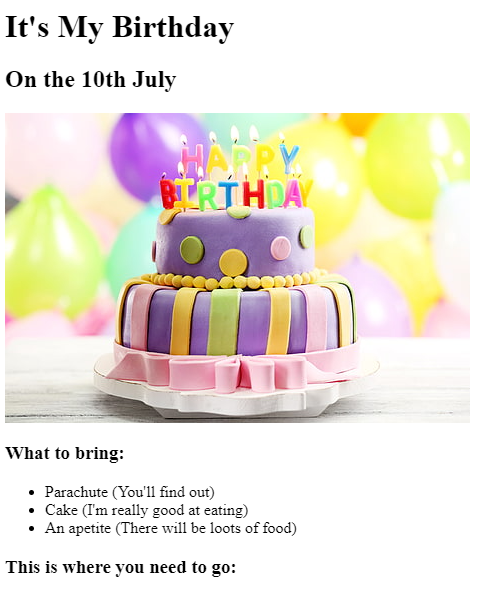 It's My Birthday
On the 10th July
HAPPY
BIRTHDAY
What to bring:
Parachute (You'll find out)
Cake (I'm really good at eating)
An apetite (There will be loots of food)
This is where you need to go: